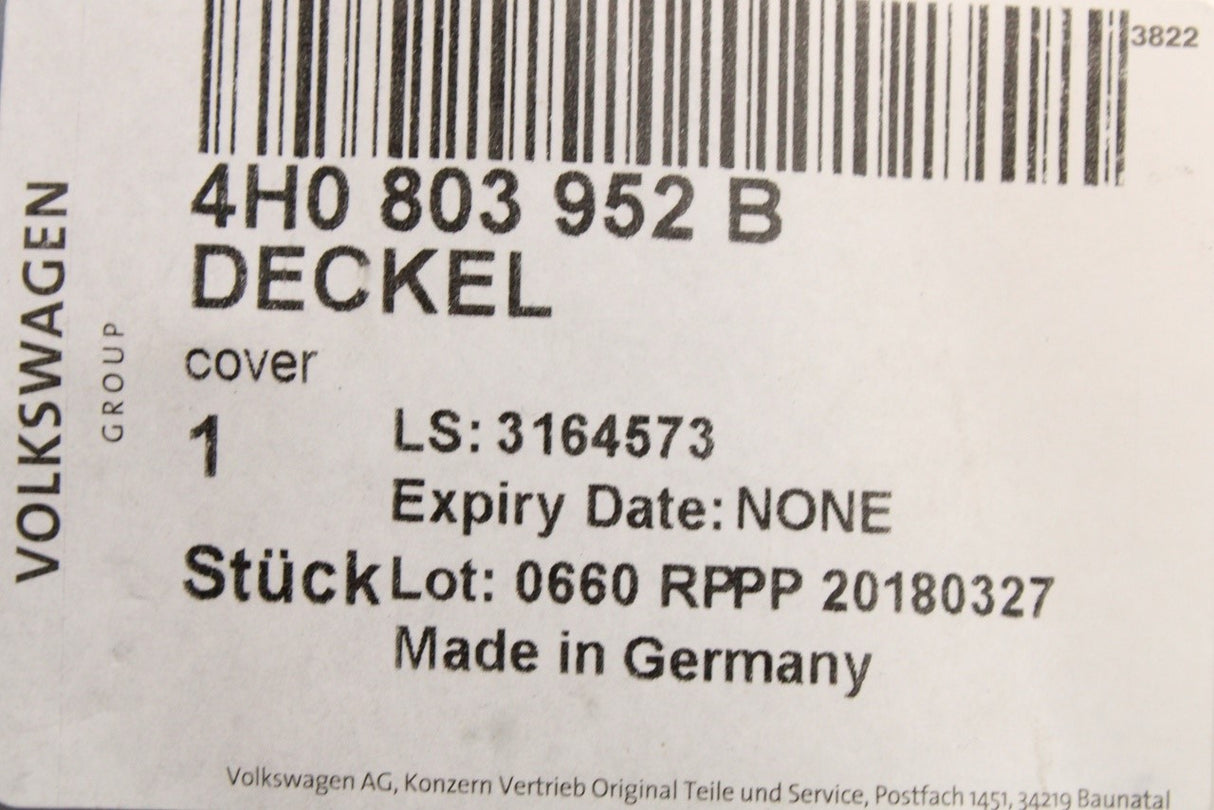 3822
4H0 803 952 B
DECKEL
cover
1
LS: 3164573
Expiry Date: NONE
Stück Lot: 0660 RPPP 20180327
Made in Germany
VOLKSWAGEN
GROUP
Volkswagen AG, Konzern Vertrieb Original Teile und Service, Postfach 1451, 34219 Baunatal